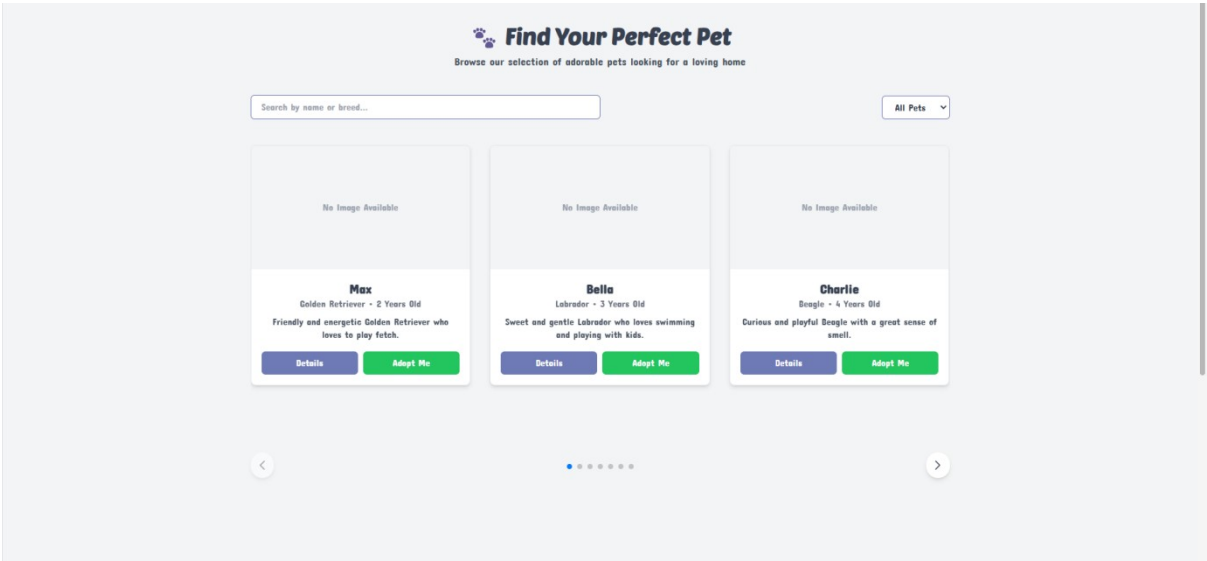 Find Your Perfect Pet
Browse our selection of adorable pets looking for a loving home
Search by name or breed...
All Pets
No Image Available
No Image Available
No Image Available
Max
Golden Retriever - 2 Years Old
Friendly and energetic Golden Retriever who
loves to play fetch.
Details
Adopt Me
Bella
Labrador - 3 Years Old
Sweet and gentle Labrador who loves swimming
and playing with kids.
Details
Adopt Me
Charlie
Beagle - 4 Years Old
Curious and playful Beagle with a great sense of
smell.
Details
Adopt Me